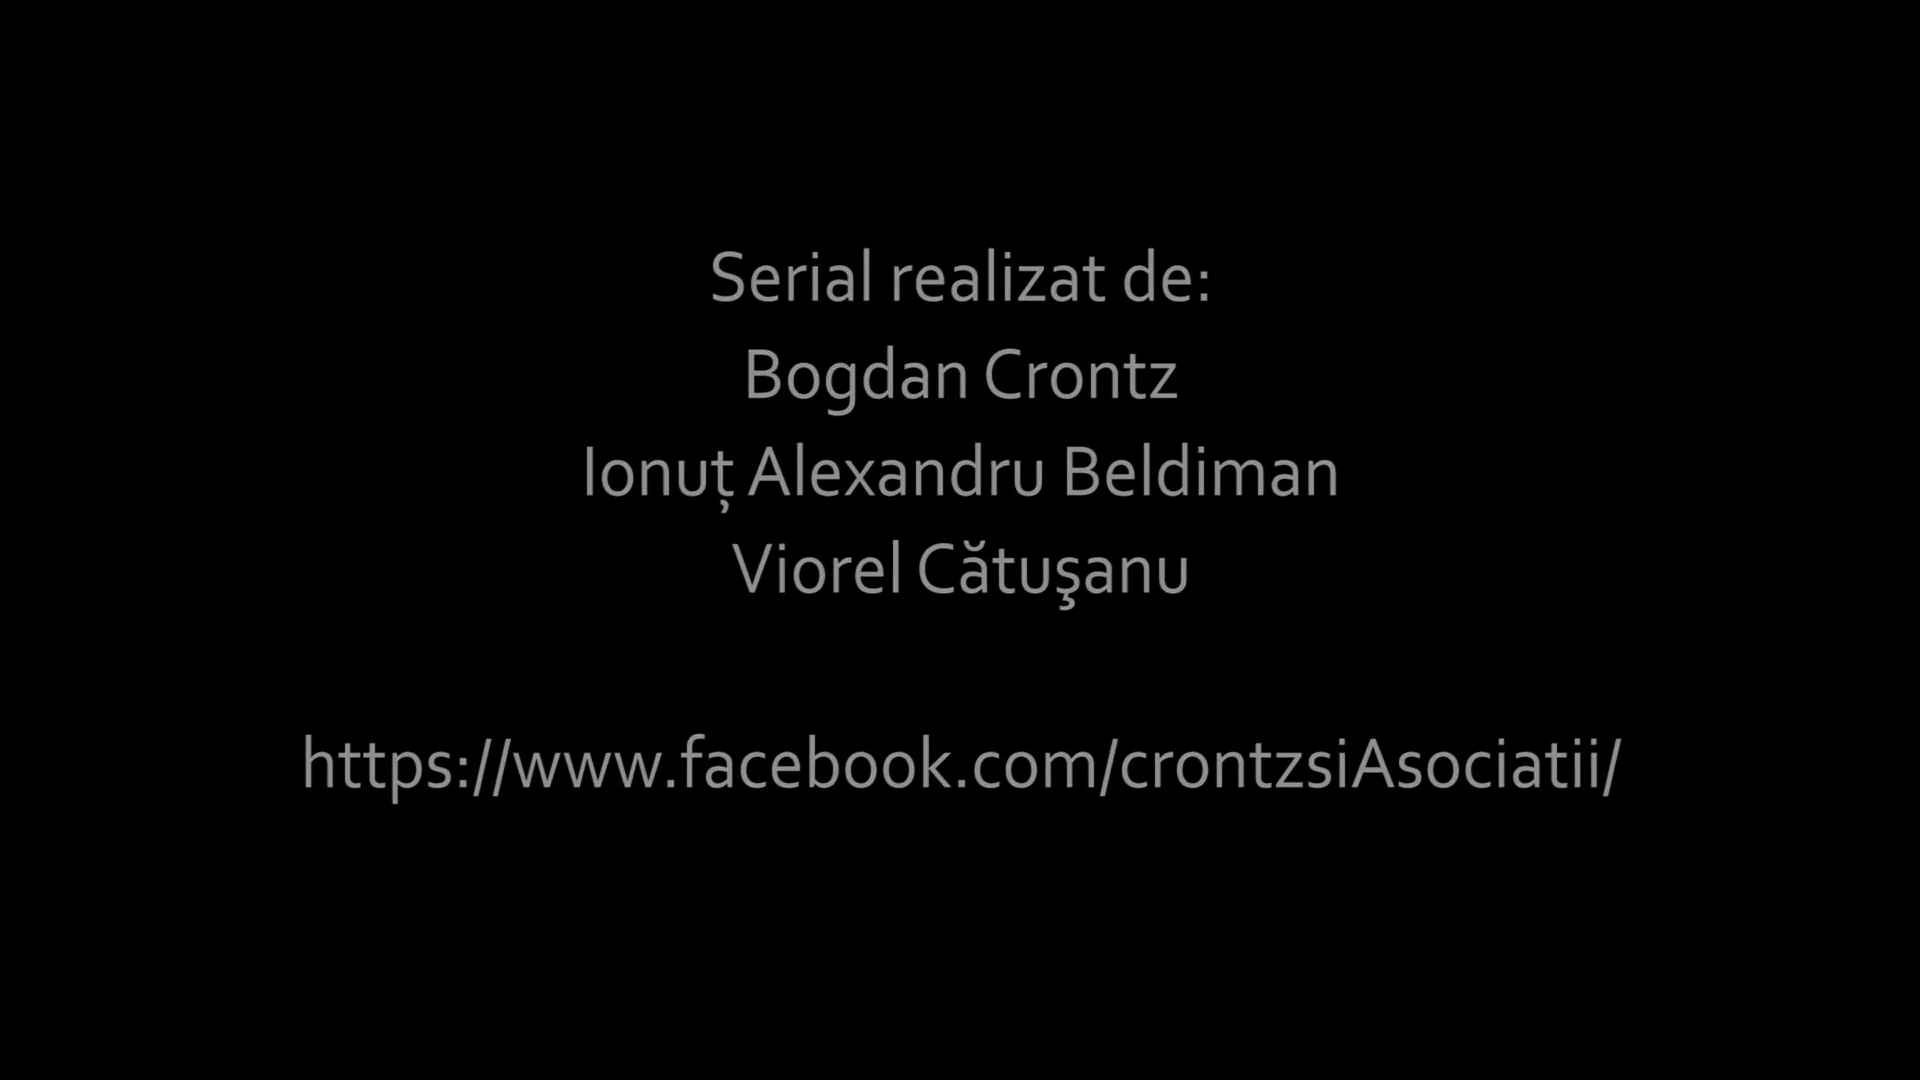 Serial realizat de:
Bogdan Crontz
Ionuț Alexandru Beldiman
Viorel Cătuşanu
https://www.facebook.com/crontzsiAsociatii/